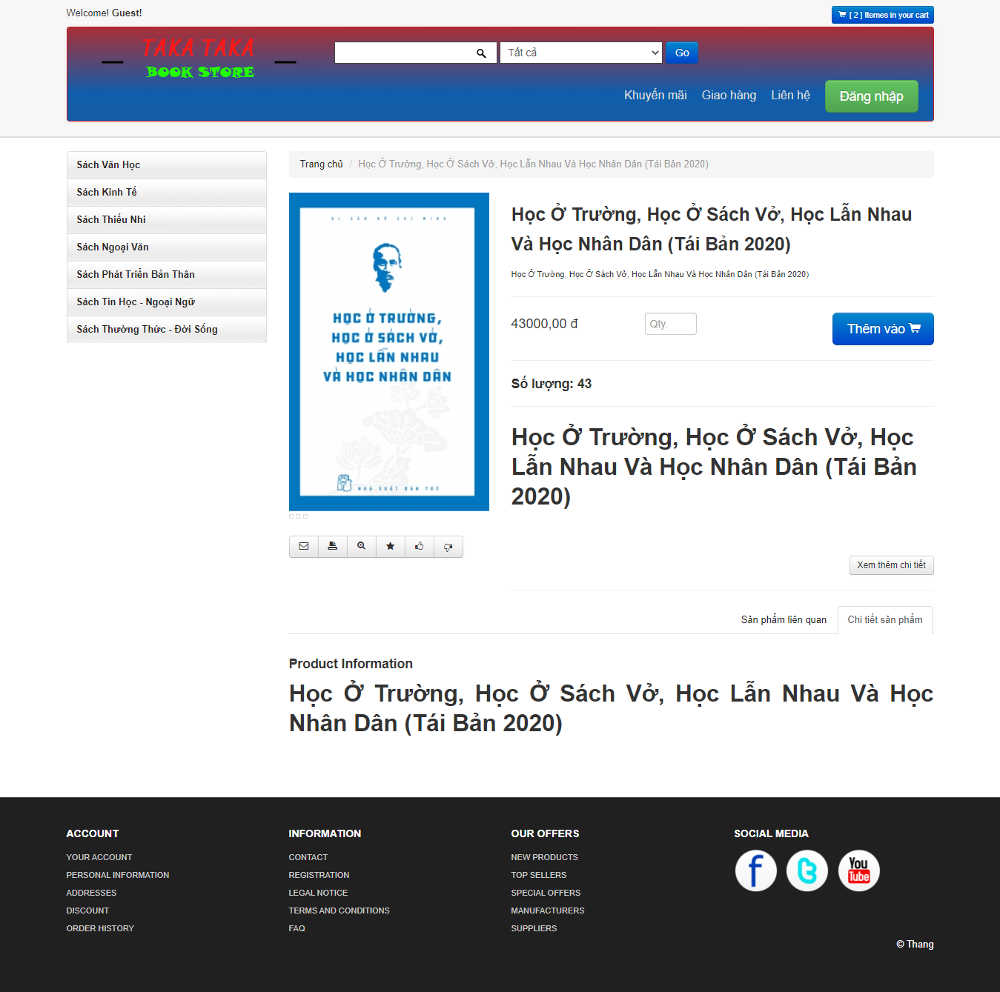 Welcome! Guest!
[ 2 ] Itemes in your cart
TAKA TAKA
BOOK STORE
Tất cả
Go
Khuyến mãi
Giao hàng
Liên hệ
Đăng nhập
Sách Văn Học
Sách Kinh Tế
Sách Thiếu Nhi
Sách Ngoại Văn
Sách Phát Triển Bản Thân
Sách Tin Học - Ngoại Ngữ
Sách Thường Thức - Đời Sống
Trang chủ / Học Ở Trường, Học Ở Sách Vở, Học Lẫn Nhau Và Học Nhân Dân (Tái Bản 2020)
DI SẢN HỒ CHÍ MINH
HỌC Ở TRƯỜNG,
HỌC Ở SÁCH VỞ,
HỌC LẪN NHAU
VÀ HỌC NHÂN DÂN
NHÀ XUẤT BẢN TRẺ
Học Ở Trường, Học Ở Sách Vở, Học Lẫn Nhau
Và Học Nhân Dân (Tái Bản 2020)
Học Ở Trường, Học Ở Sách Vở, Học Lẫn Nhau Và Học Nhân Dân (Tái Bản 2020)
43000,00 đ
Qty.
Thêm vào
Số lượng: 43
Học Ở Trường, Học Ở Sách Vở, Học
Lẫn Nhau Và Học Nhân Dân (Tái Bản
2020)
Xem thêm chi tiết
Sản phẩm liên quan
Chi tiết sản phẩm
Product Information
Học Ở Trường, Học Ở Sách Vở, Học Lẫn Nhau Và Học
Nhân Dân (Tái Bản 2020)
ACCOUNT
YOUR ACCOUNT
PERSONAL INFORMATION
ADDRESSES
DISCOUNT
ORDER HISTORY
INFORMATION
CONTACT
REGISTRATION
LEGAL NOTICE
TERMS AND CONDITIONS
FAQ
OUR OFFERS
NEW PRODUCTS
TOP SELLERS
SPECIAL OFFERS
MANUFACTURERS
SUPPLIERS
SOCIAL MEDIA
You
Tube
© Thang